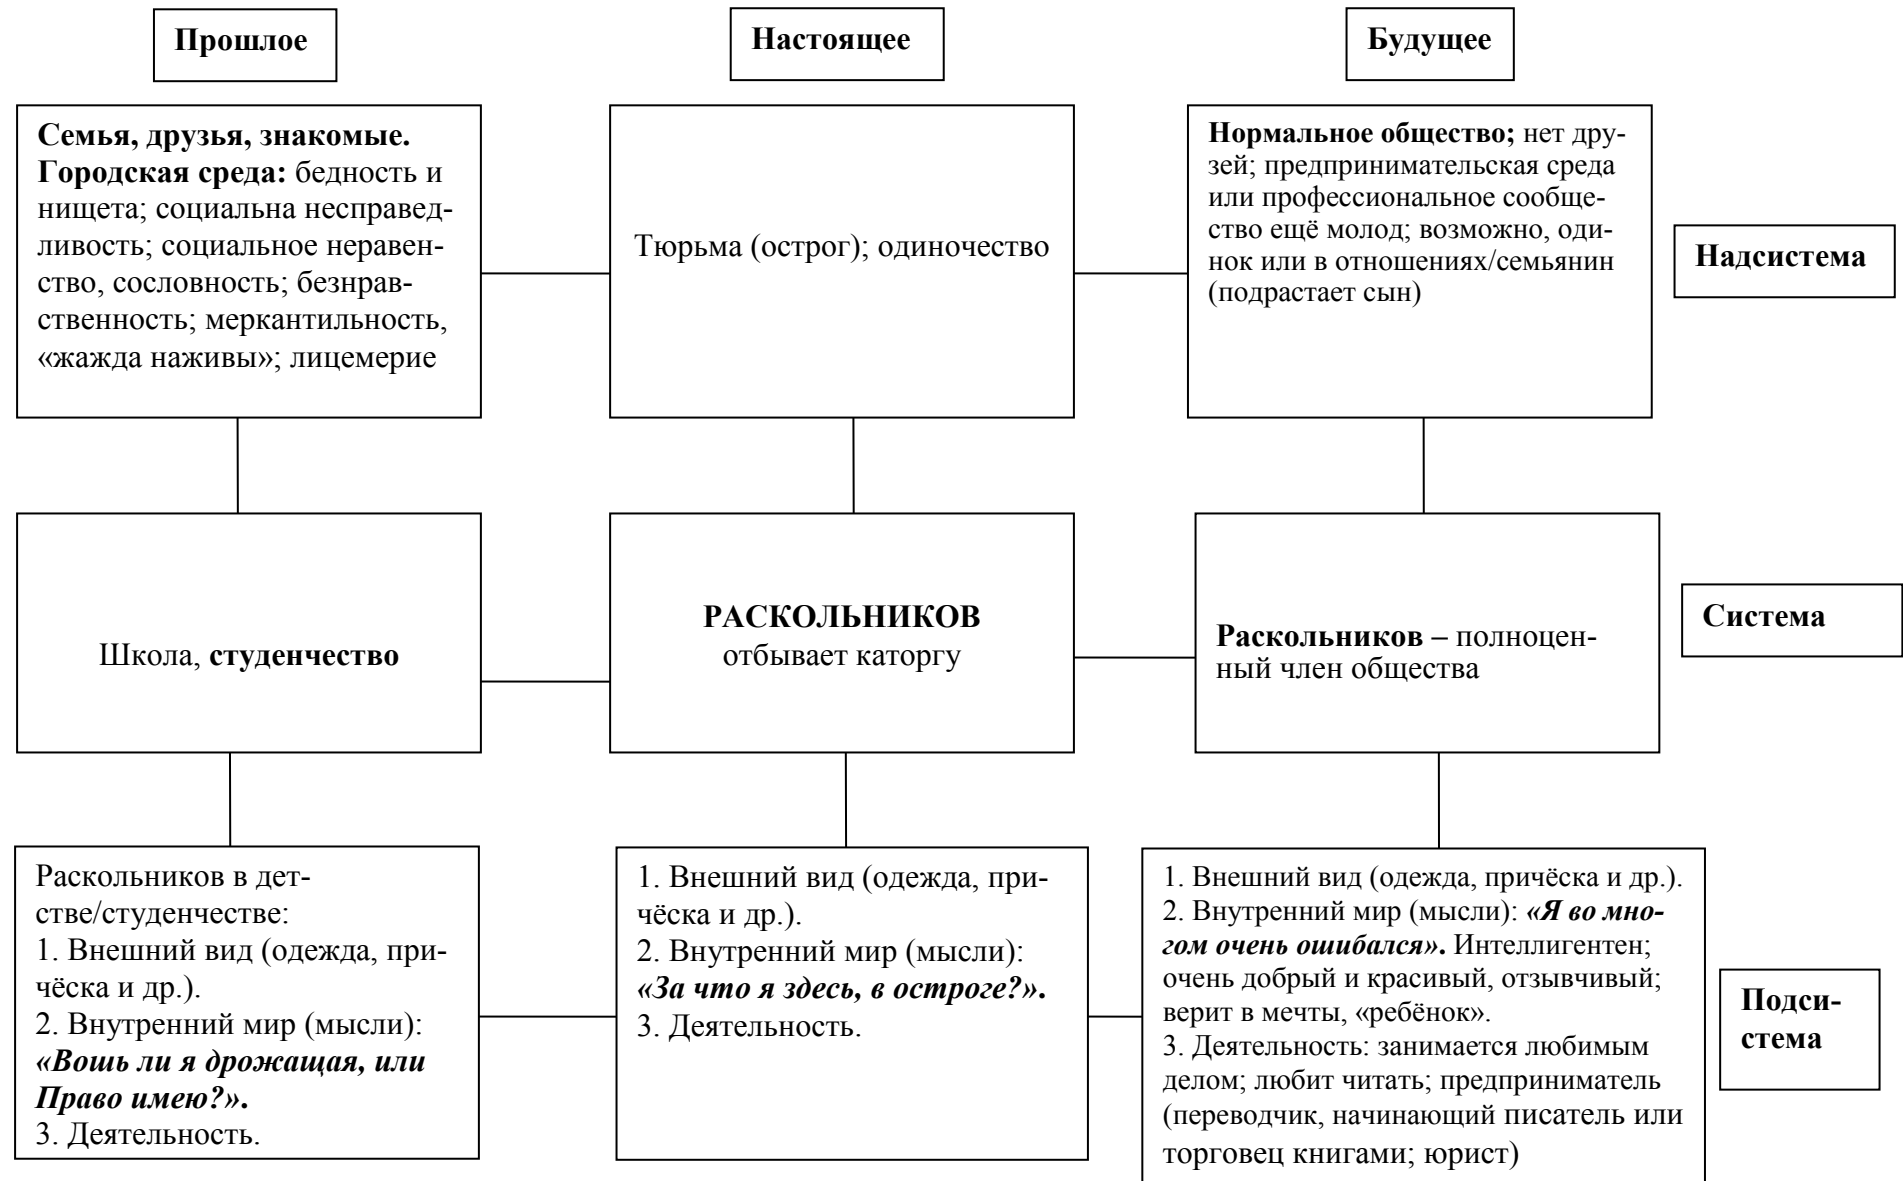 Прошлое
Настоящее
Будущее
Семья, друзья, знакомые.
Городская среда: бедность и
нищета; социальна несправед-
ливость; социальное неравен-
ство, сословность; безнрав-
ственность; меркантильность,
«жажда наживы»; лицемерие
Тюрьма (острог); одиночество
Нормальное общество; нет дру-
зей; предпринимательская среда
или профессиональное сообще-
ство ещё молод; возможно, оди-
нок или в отношениях/семьянин
(подрастает сын)
Надсистема
Школа, студенчество
РАСКОЛЬНИКОВ
отбывает каторгу
Раскольников – полноцен-
ный член общества
Система
Раскольников в дет-
стве/студенчестве:
1. Внешний вид (одежда, при-
чёска и др.).
2. Внутренний мир (мысли):
«Вошь ли я дрожащая, или
Право имею?».
3. Деятельность.
1. Внешний вид (одежда, при-
чёска и др.).
2. Внутренний мир (мысли):
«За что я здесь, в остроге?».
3. Деятельность.
1. Внешний вид (одежда, причёска и др.).
2. Внутренний мир (мысли): «Я во мно-
гом очень ошибался». Интеллигентен;
очень добрый и красивый, отзывчивый;
верит в мечты, «ребёнок».
3. Деятельность: занимается любимым
делом; любит читать; предприниматель
(переводчик, начинающий писатель или
торговец книгами; юрист)
Подси-
стема